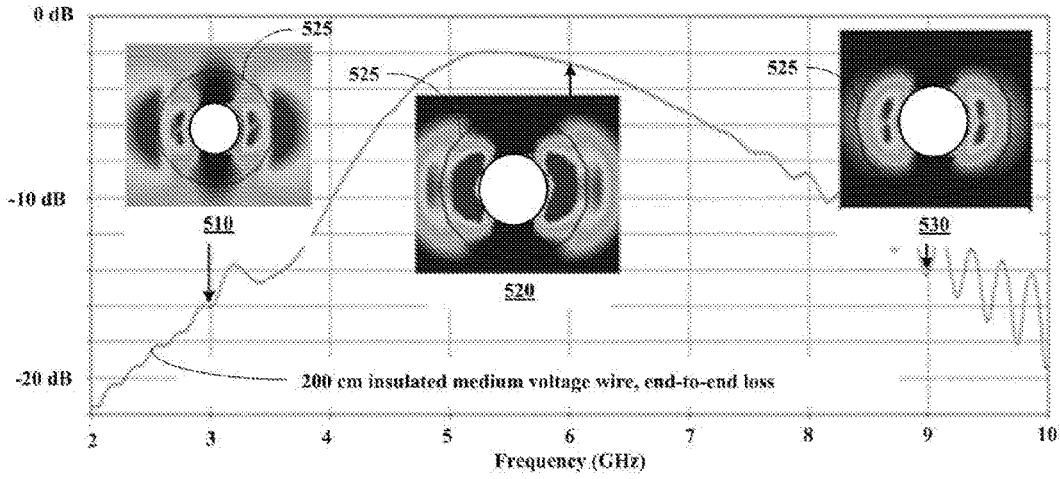 0 dB
525
525
525
-10 dB
510
530
520
-20 dB
200 cm insulated medium voltage wire, end-to-end loss
2 3 4 5 6 7 8 9 10
Frequency (GHz)